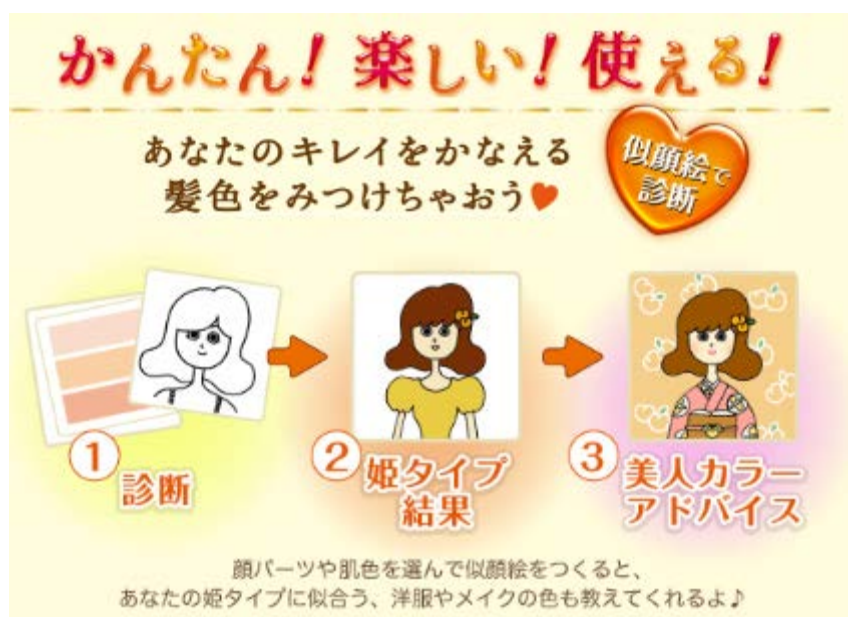 かんたん！楽しい！使える！
あなたのキレイをかなえる
髪色をみつけちゃおう♥
似顔絵で
診断
① 診断
② 姫タイプ
結果
③ 美人カラー
アドバイス
顔パーツや肌色を選んで似顔絵をつくると、
あなたの姫タイプに似合う、洋服やメイクの色も教えてくれるよ♪